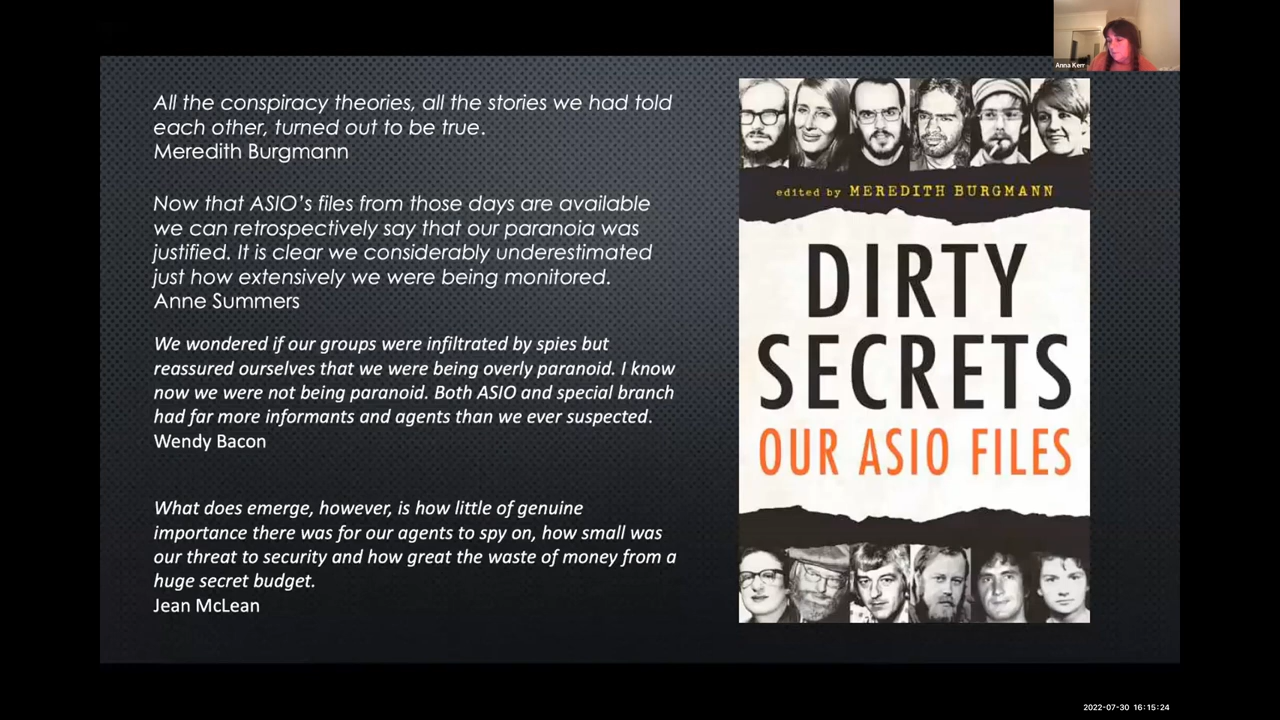 All the conspiracy theories, all the stories we had told
each other, turned out to be true.
Meredith Burgmann
Now that ASIO's files from those days are available
we can retrospectively say that our paranoia was
justified. It is clear we considerably underestimated
just how extensively we were being monitored.
Anne Summers
We wondered if our groups were infiltrated by spies but
reassured ourselves that we were being overly paranoid. I know
now we were not being paranoid. Both ASIO and special branch
had far more informants and agents than we ever suspected.
Wendy Bacon
What does emerge, however, is how little of genuine
importance there was for our agents to spy on, how small was
our threat to security and how great the waste of money from a
huge secret budget.
Jean McLean
edited by MEREDITH BURGMANN
DIRTY
SECRETS
OUR ASIO FILES
Anna Kerr
2022-07-30 16:15:24